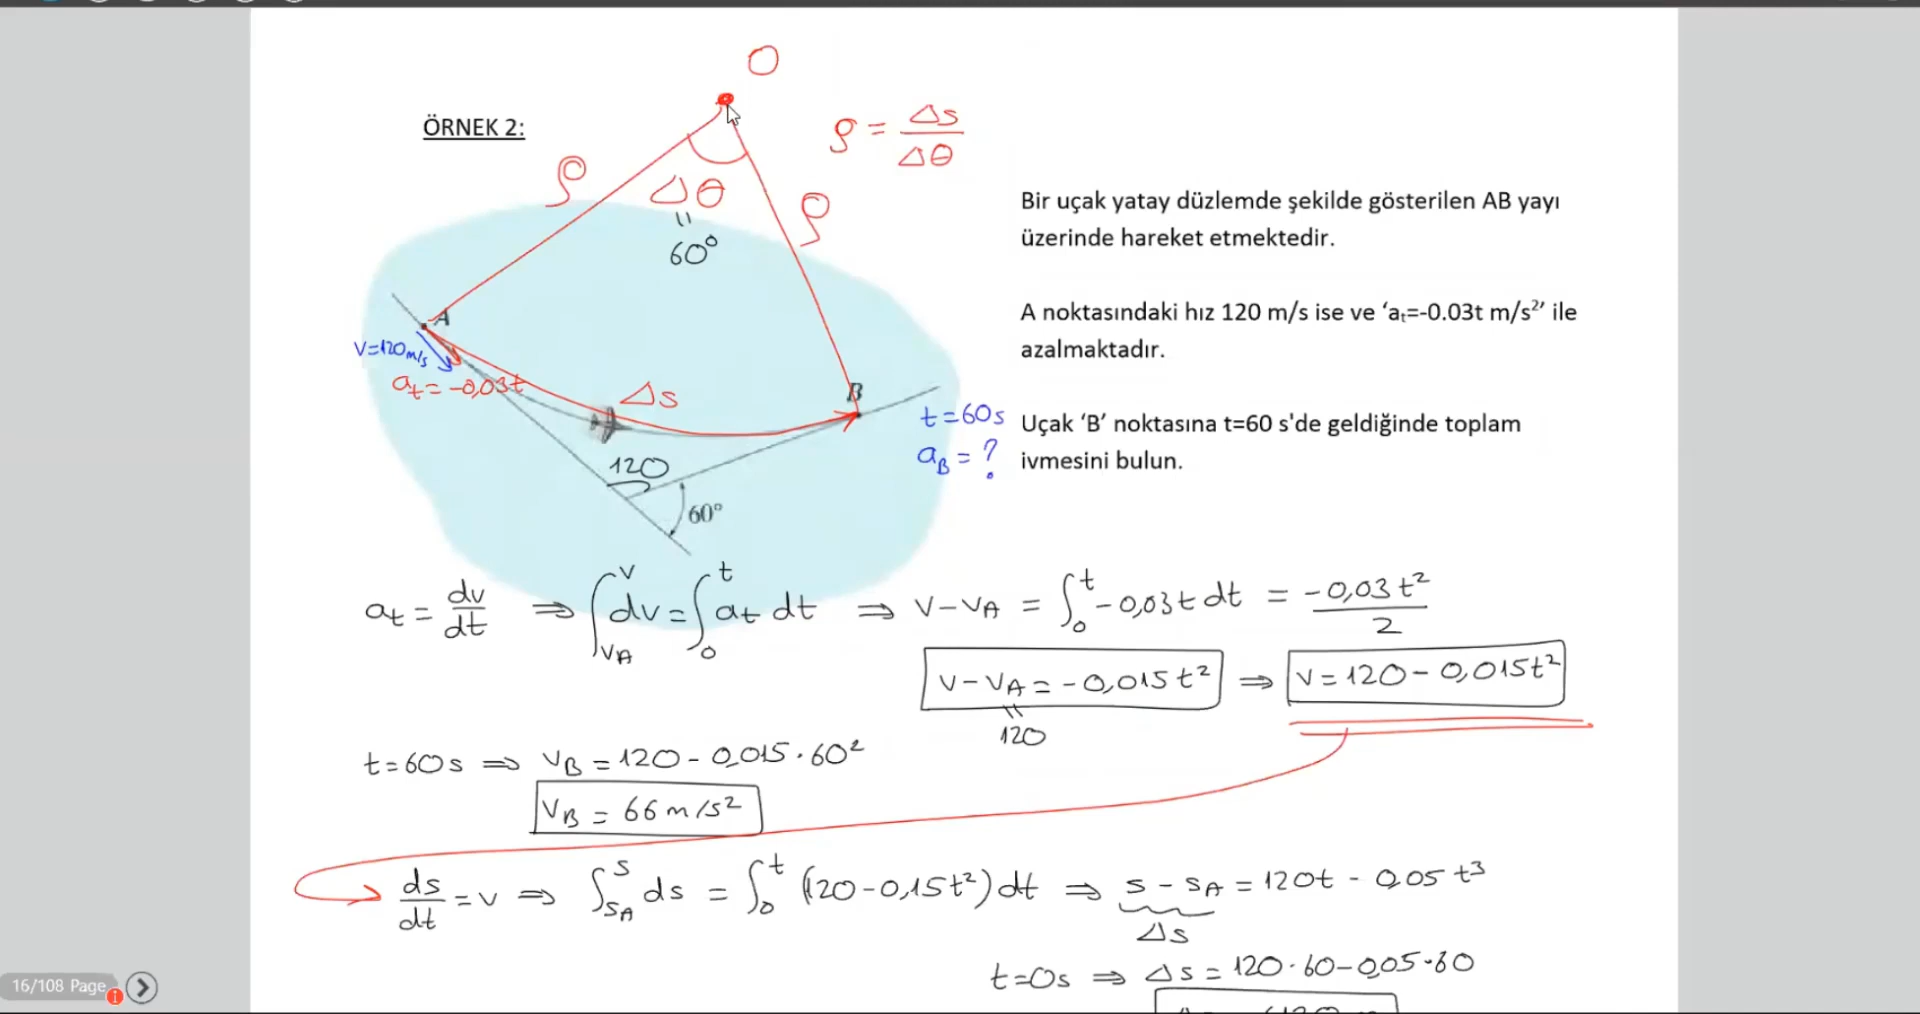 O
ÖRNEK 2:
ρ = Δs / Δθ
ρ
Δθ
ρ
"
60°
Bir uçak yatay düzlemde şekilde gösterilen AB yayı
üzerinde hareket etmektedir.
A
V=120m/s
aₜ = -0,03t
Δs
B
A noktasındaki hız 120 m/s ise ve ‘aₜ=-0.03t m/s²’ ile
azalmaktadır.
t=60s
a_B = ?
Uçak ‘B’ noktasına t=60 s'de geldiğinde toplam
ivmesini bulun.
120
60°
aₜ = dv/dt ⇒ ∫_{VA}^{V} dv = ∫_{0}^{t} aₜ dt ⇒ V-VA = ∫_{0}^{t} -0,03t dt = -0,03t²/2
V-VA = -0,015t² ⇒ V=120-0,015t²
"
120
t=60s ⇒ VB = 120-0,015·60²
VB = 66m/s²
ds/dt = v ⇒ ∫_{SA}^{S} ds = ∫_{0}^{t} (120-0,15t²)dt ⇒ s-sA = 120t - 0,05t³
Δs
t=0s ⇒ Δs = 120·60-0,05·60
16/108 Page